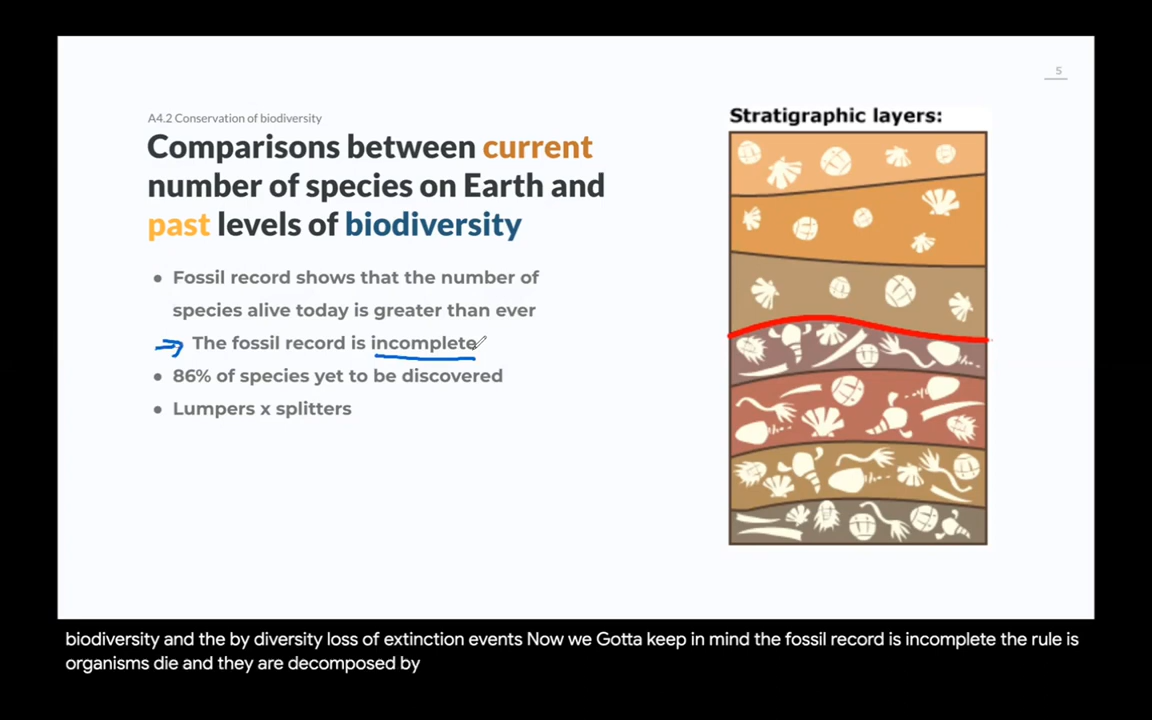 5
A4.2 Conservation of biodiversity
Comparisons between current
number of species on Earth and
past levels of biodiversity
• Fossil record shows that the number of
species alive today is greater than ever
The fossil record is incomplete
• 86% of species yet to be discovered
• Lumpers x splitters
Stratigraphic layers:
biodiversity and the by diversity loss of extinction events Now we Gotta keep in mind the fossil record is incomplete the rule is
organisms die and they are decomposed by